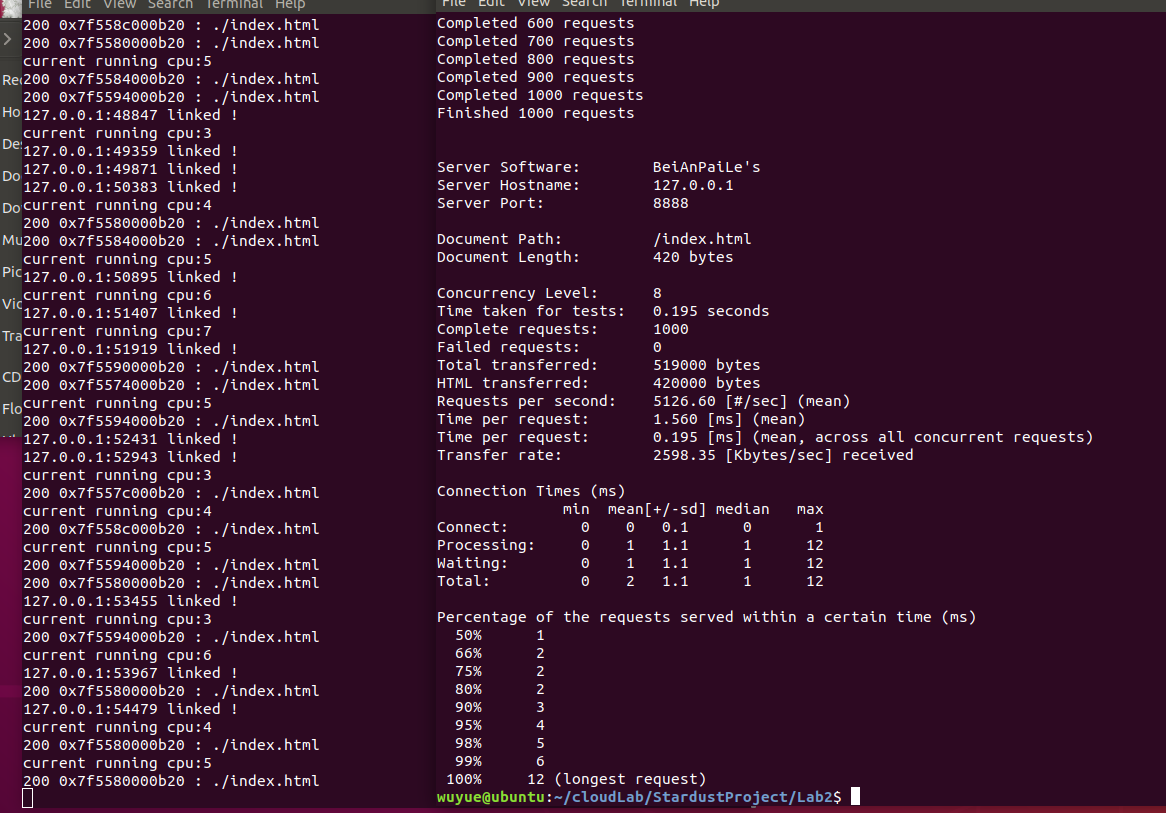 File Edit View Search Terminal Help
200 0x7f558c000b20 : ./index.html
200 0x7f5580000b20 : ./index.html
current running cpu:5
200 0x7f5584000b20 : ./index.html
200 0x7f5594000b20 : ./index.html
127.0.0.1:48847 linked !
current running cpu:3
127.0.0.1:49359 linked !
127.0.0.1:49871 linked !
127.0.0.1:50383 linked !
current running cpu:4
200 0x7f5580000b20 : ./index.html
200 0x7f5584000b20 : ./index.html
current running cpu:5
127.0.0.1:50895 linked !
current running cpu:6
127.0.0.1:51407 linked !
current running cpu:7
127.0.0.1:51919 linked !
200 0x7f5590000b20 : ./index.html
200 0x7f5574000b20 : ./index.html
current running cpu:5
200 0x7f5594000b20 : ./index.html
127.0.0.1:52431 linked !
127.0.0.1:52943 linked !
current running cpu:3
200 0x7f557c000b20 : ./index.html
current running cpu:4
200 0x7f558c000b20 : ./index.html
current running cpu:5
200 0x7f5594000b20 : ./index.html
200 0x7f5580000b20 : ./index.html
127.0.0.1:53455 linked !
current running cpu:3
200 0x7f5594000b20 : ./index.html
current running cpu:6
127.0.0.1:53967 linked !
200 0x7f5580000b20 : ./index.html
127.0.0.1:54479 linked !
current running cpu:4
200 0x7f5580000b20 : ./index.html
current running cpu:5
200 0x7f5580000b20 : ./index.html
File Edit View Search Terminal Help
Completed 600 requests
Completed 700 requests
Completed 800 requests
Completed 900 requests
Completed 1000 requests
Finished 1000 requests
Server Software: BeiAnPaiLe's
Server Hostname: 127.0.0.1
Server Port: 8888
Document Path: /index.html
Document Length: 420 bytes
Concurrency Level: 8
Time taken for tests: 0.195 seconds
Complete requests: 1000
Failed requests: 0
Total transferred: 519000 bytes
HTML transferred: 420000 bytes
Requests per second: 5126.60 [#/sec] (mean)
Time per request: 1.560 [ms] (mean)
Time per request: 0.195 [ms] (mean, across all concurrent requests)
Transfer rate: 2598.35 [Kbytes/sec] received
Connection Times (ms)
min mean[+/-sd] median max
Connect: 0 0 0.1 0 1
Processing: 0 1 1.1 1 12
Waiting: 0 1 1.1 1 12
Total: 0 2 1.1 1 12
Percentage of the requests served within a certain time (ms)
50% 1
66% 2
75% 2
80% 2
90% 3
95% 4
98% 5
99% 6
100% 12 (longest request)
wuyue@ubuntu:~/cloudLab/StardustProject/Lab2$